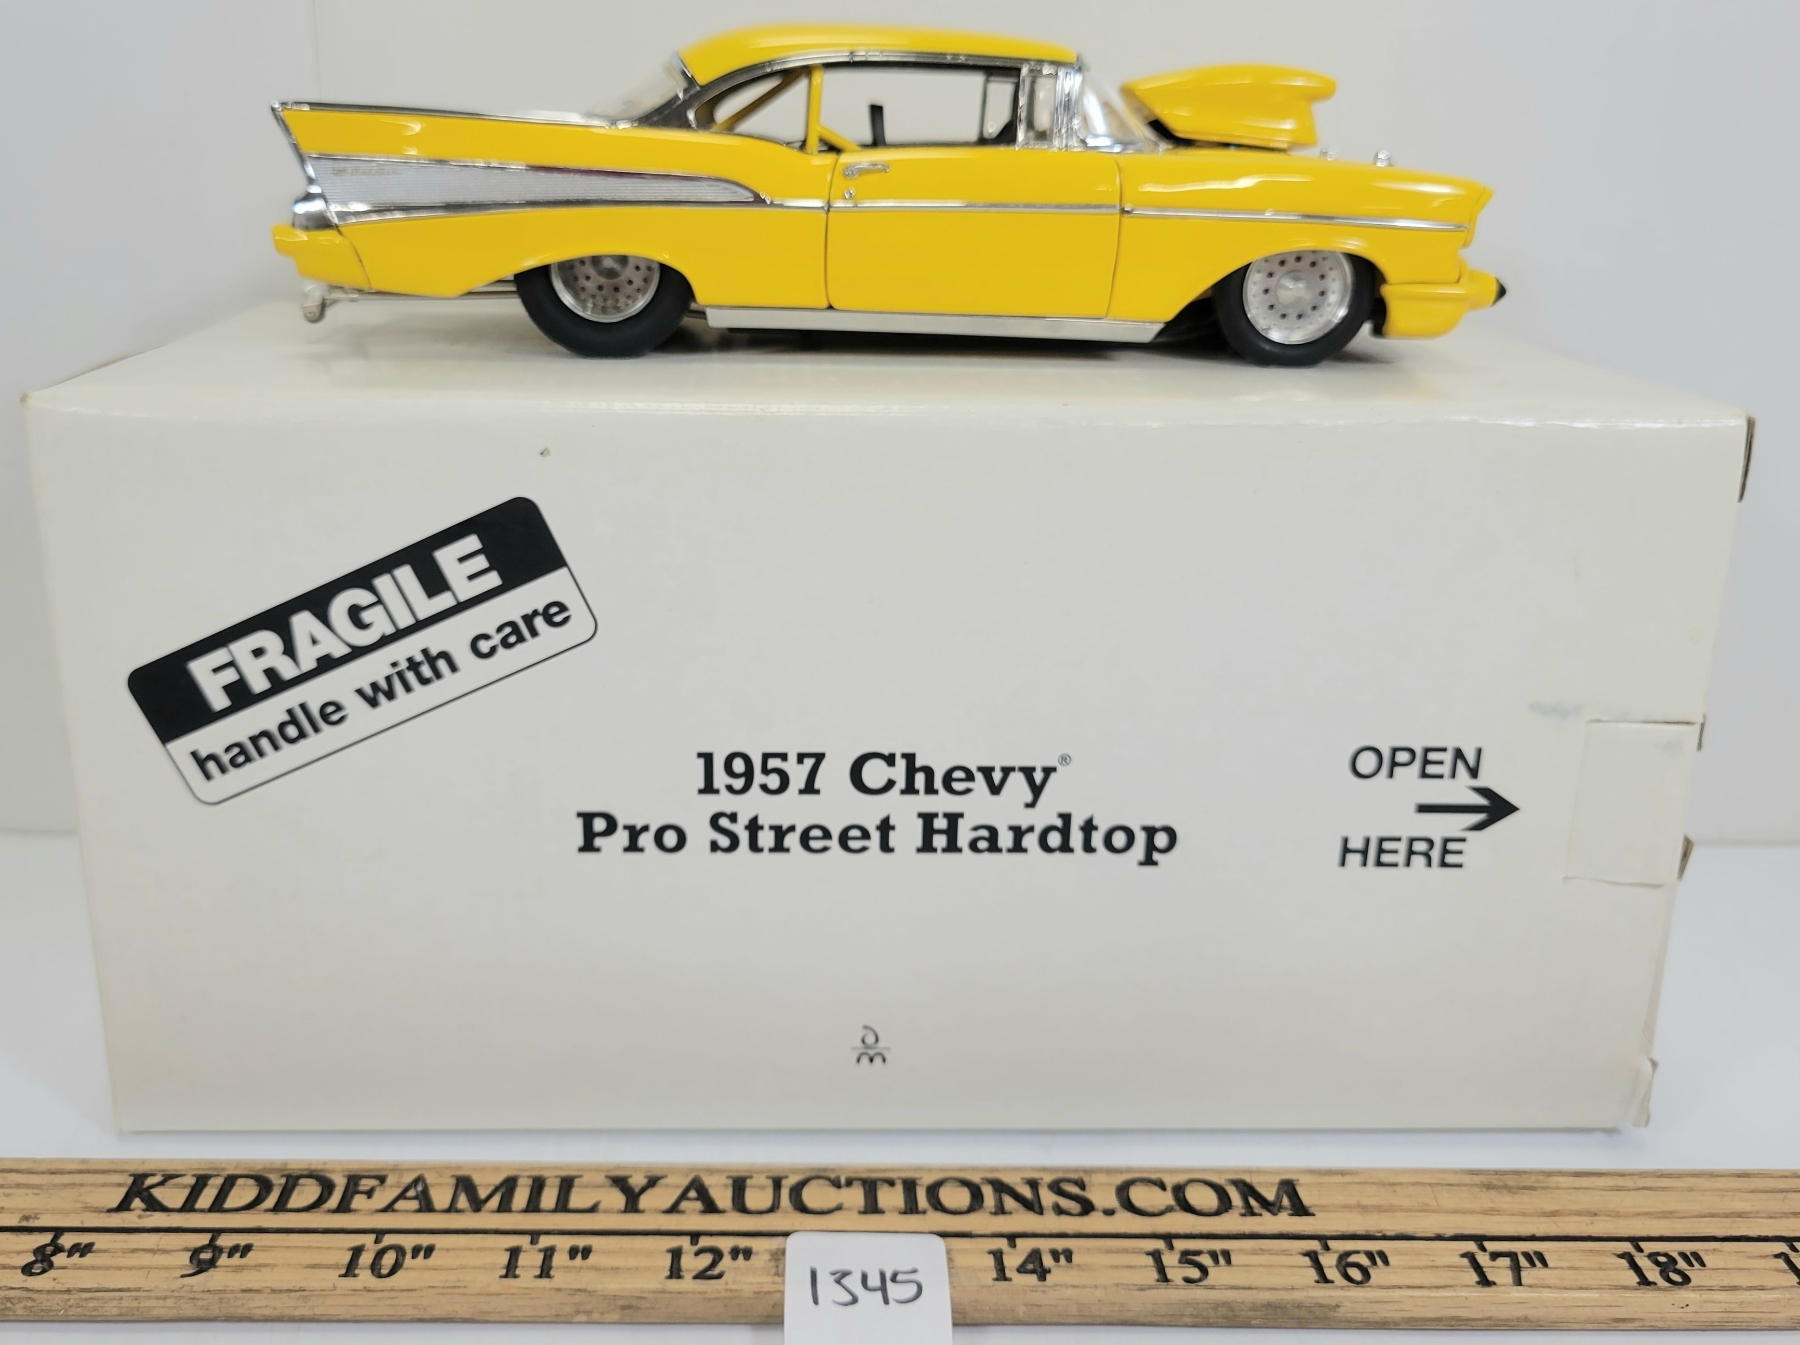 FRAGILE
handle with care
1957 Chevy®
Pro Street Hardtop
OPEN
HERE
DM
KIDDFAMILYAUCTIONS.COM
8" 9" 10" 11" 12" 14" 15" 16" 17" 18"
1345